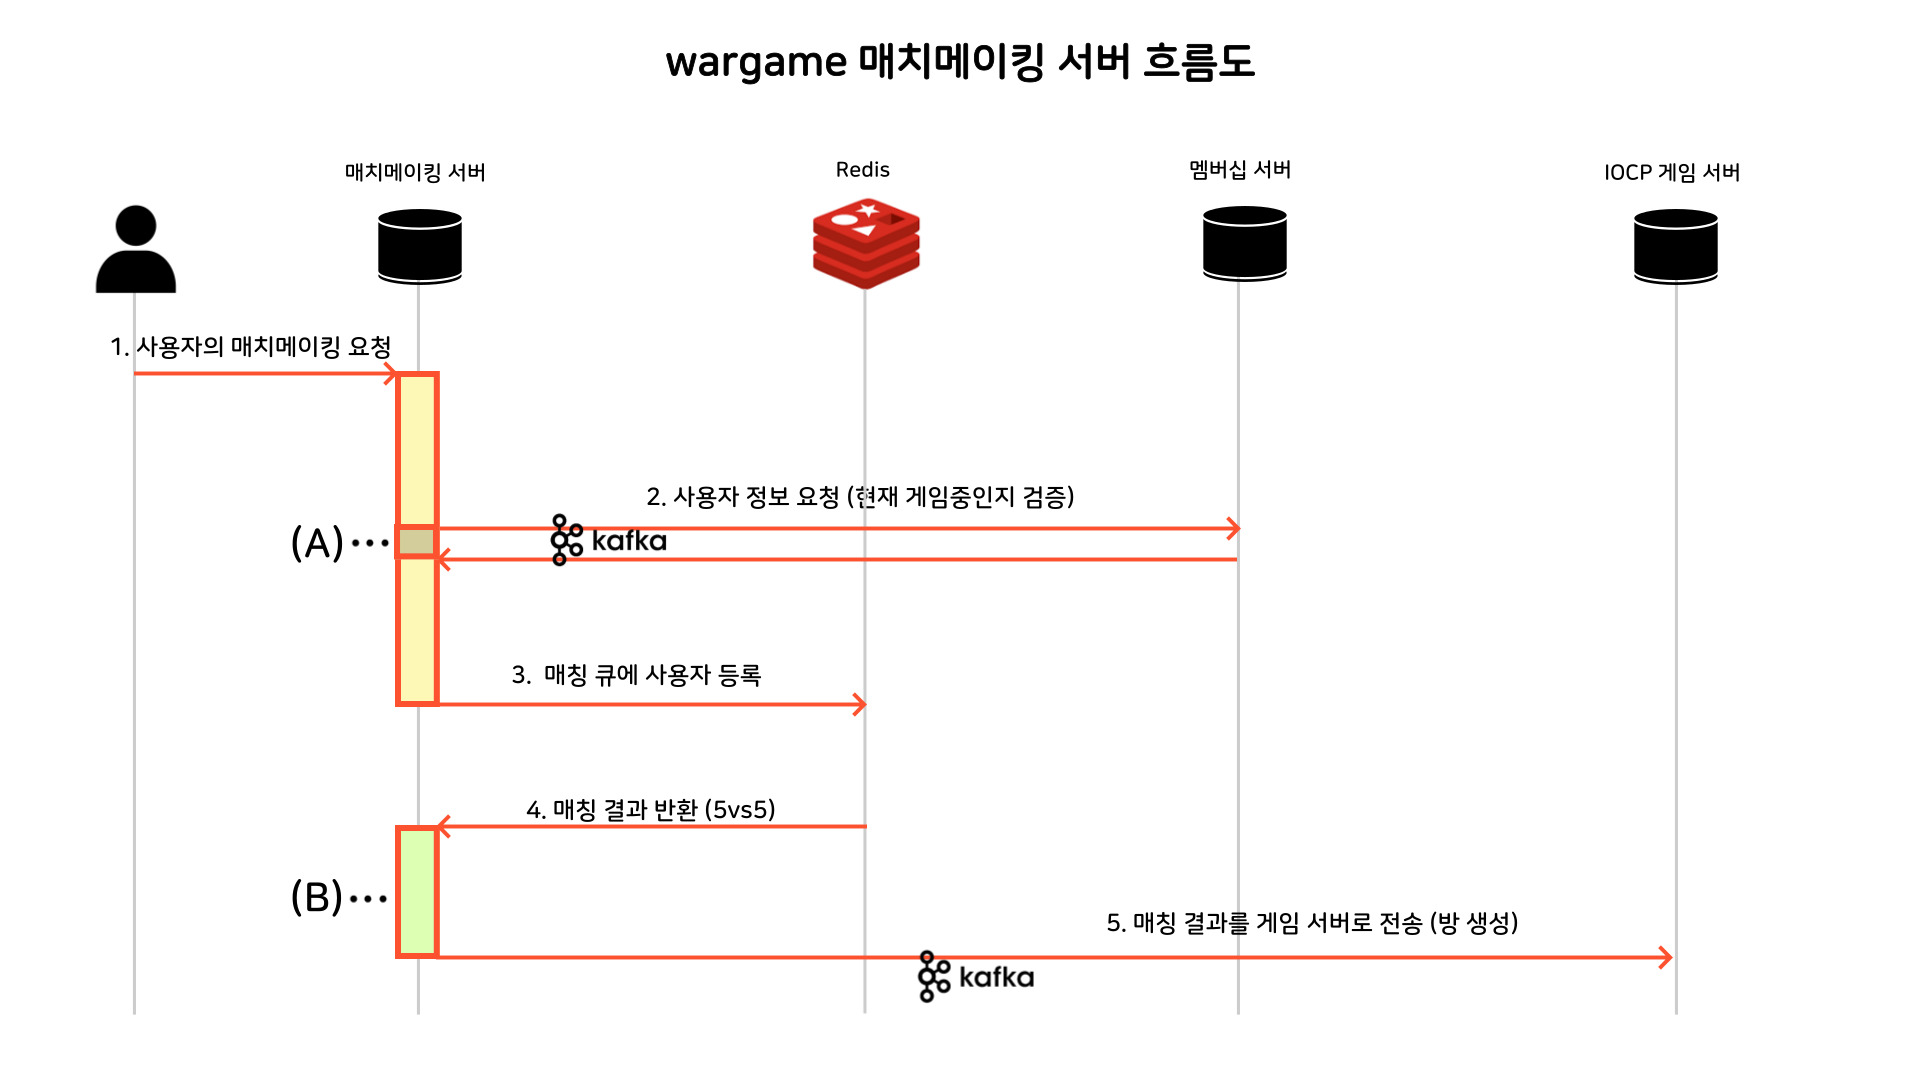 wargame 매치메이킹 서버 흐름도
매치메이킹 서버
Redis
멤버십 서버
IOCP 게임 서버
1. 사용자의 매치메이킹 요청
2. 사용자 정보 요청 (현재 게임중인지 검증)
(A)
kafka
3. 매칭 큐에 사용자 등록
4. 매칭 결과 반환 (5vs5)
(B)
5. 매칭 결과를 게임 서버로 전송 (방 생성)
kafka